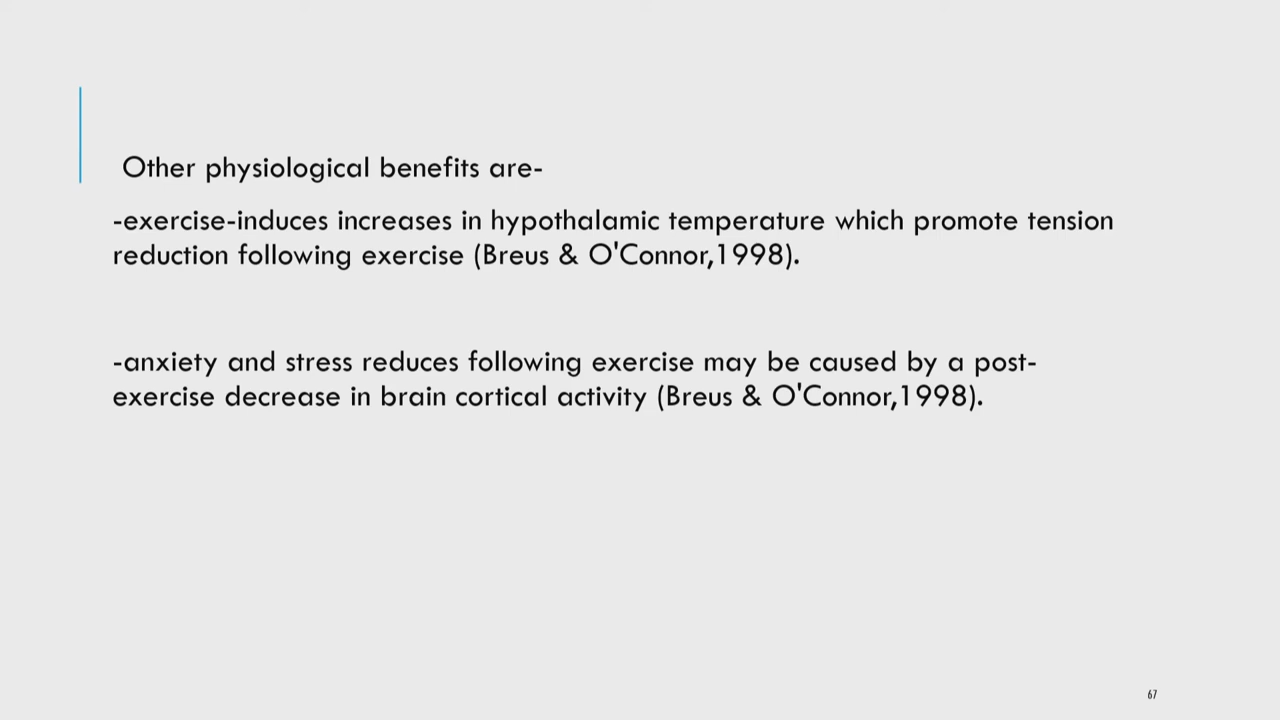 Other physiological benefits are-
-exercise-induces increases in hypothalamic temperature which promote tension
reduction following exercise (Breus & O'Connor,1998).
-anxiety and stress reduces following exercise may be caused by a post-
exercise decrease in brain cortical activity (Breus & O'Connor,1998).
67